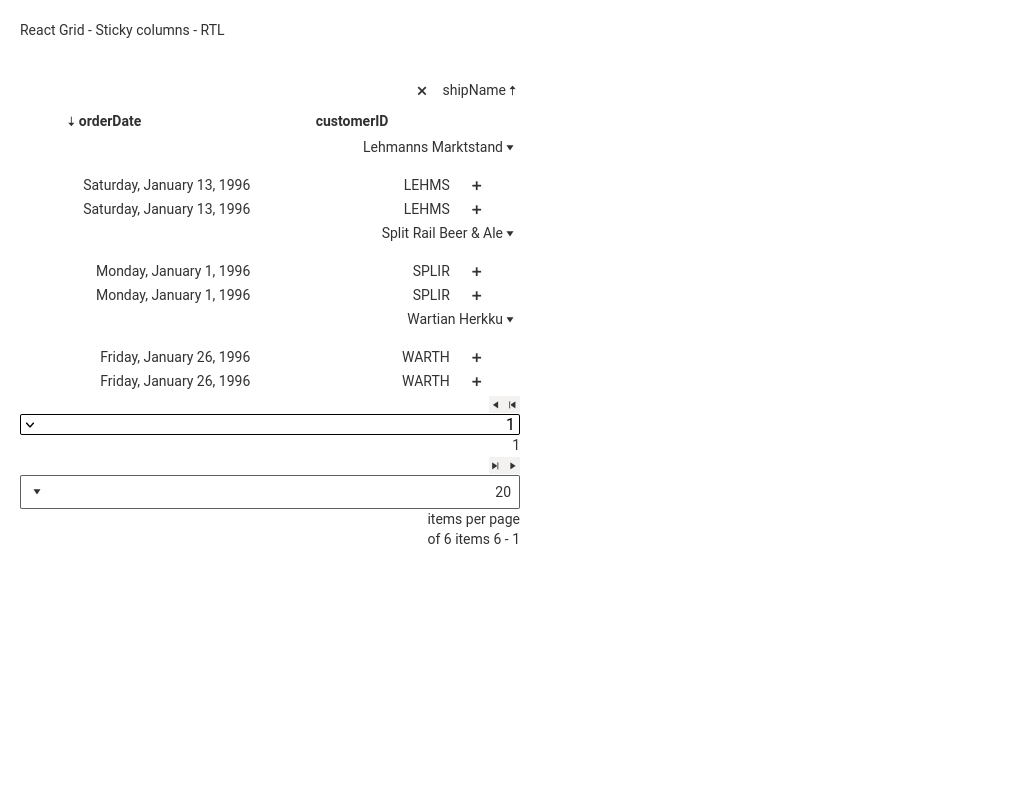 React Grid - Sticky columns - RTL
shipName
orderDate customerID
Lehmanns Marktstand
Saturday, January 13, 1996 LEHMS
Saturday, January 13, 1996 LEHMS
Split Rail Beer & Ale
Monday, January 1, 1996 SPLIR
Monday, January 1, 1996 SPLIR
Wartian Herkku
Friday, January 26, 1996 WARTH
Friday, January 26, 1996 WARTH
1
1
20
items per page
of 6 items 6 - 1